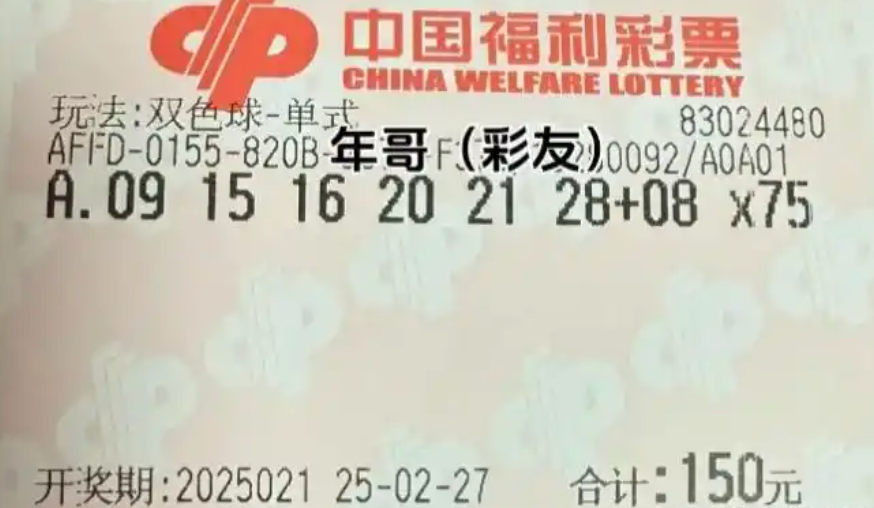 中国福利彩票
CHINA WELFARE LOTTERY
玩法:双色球-单式
83024480
AFFD-0155-820B-
年哥（彩友）
0092/A0A01
A.09 15 16 20 21 28+08 x75
开奖期:2025021 25-02-27 合计:150元